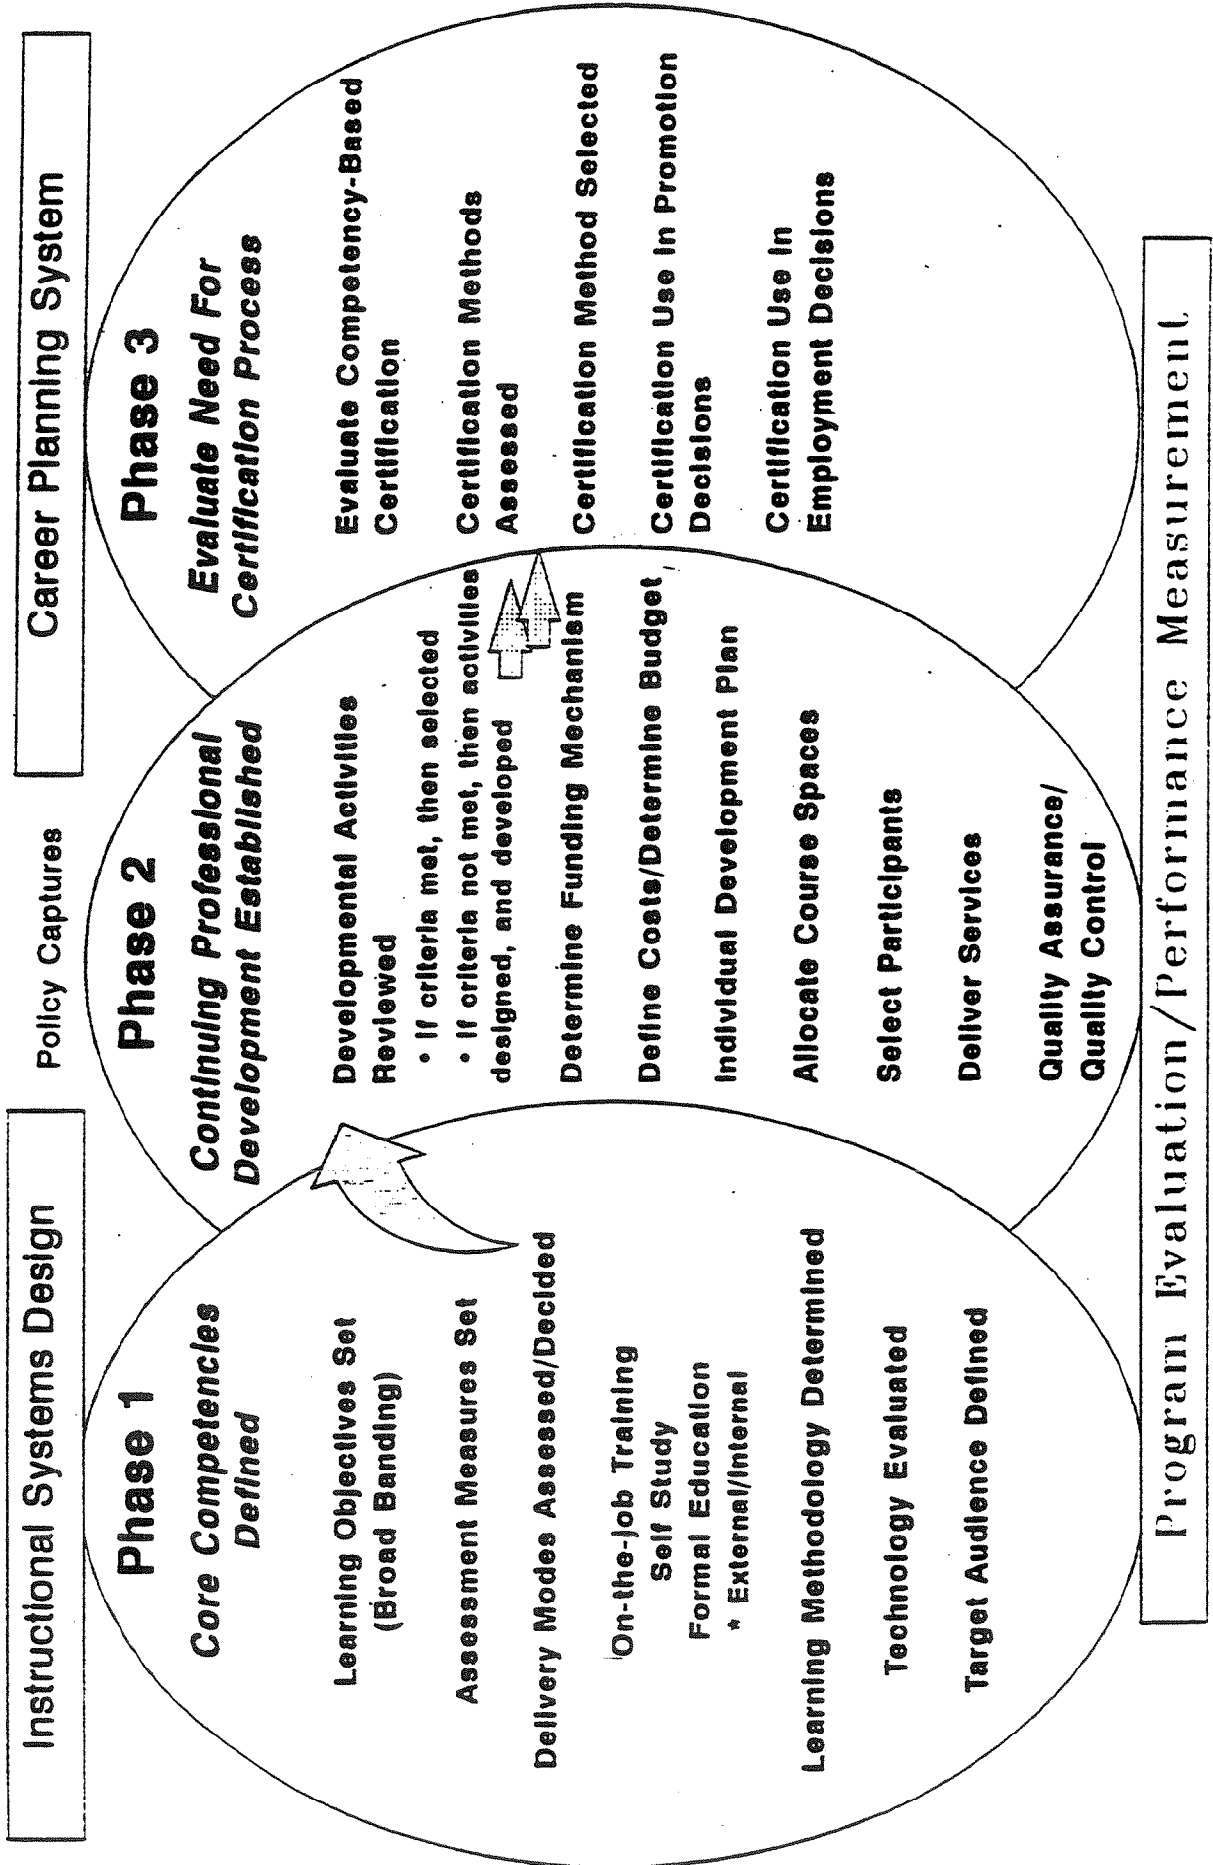 Instructional Systems Design
Policy Captures
Career Planning System
Phase 1
Core Competencies
Defined
Learning Objectives Set
(Broad Banding)
Assessment Measures Set
Delivery Modes Assessed/Decided
On-the-job Training
Self Study
Formal Education
* External/Internal
Learning Methodology Determined
Technology Evaluated
Target Audience Defined
Phase 2
Continuing Professional
Development Established
Developmental Activities
Reviewed
• If criteria met, then selected
• If criteria not met, then activities
designed, and developed
Determine Funding Mechanism
Define Costs/Determine Budget
Individual Development Plan
Allocate Course Spaces
Select Participants
Deliver Services
Quality Assurance/
Quality Control
Phase 3
Evaluate Need For
Certification Process
Evaluate Competency-Based
Certification
Certification Methods
Assessed
Certification Method Selected
Certification Use In Promotion
Decisions
Certification Use In
Employment Decisions
Program Evaluation/Performance Measurement